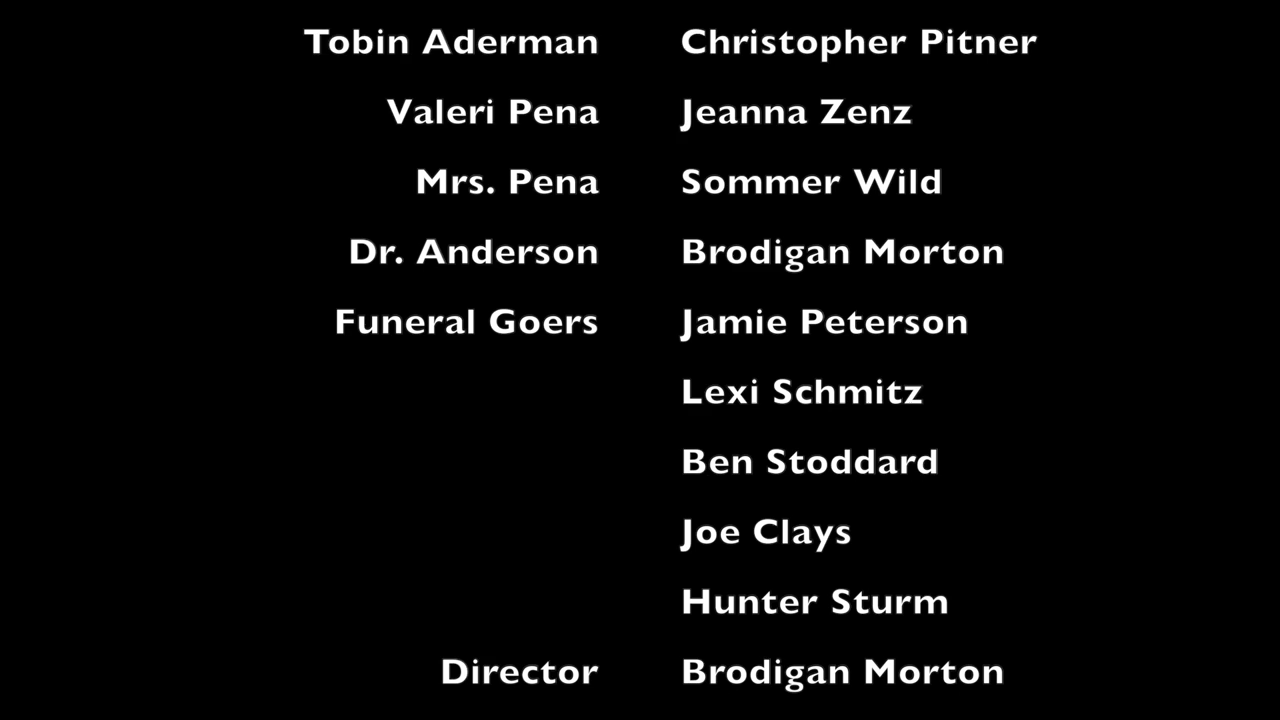 Tobin Aderman Christopher Pitner
Valeri Pena Jeanna Zenz
Mrs. Pena Sommer Wild
Dr. Anderson Brodigan Morton
Funeral Goers Jamie Peterson
Lexi Schmitz
Ben Stoddard
Joe Clays
Hunter Sturm
Director Brodigan Morton